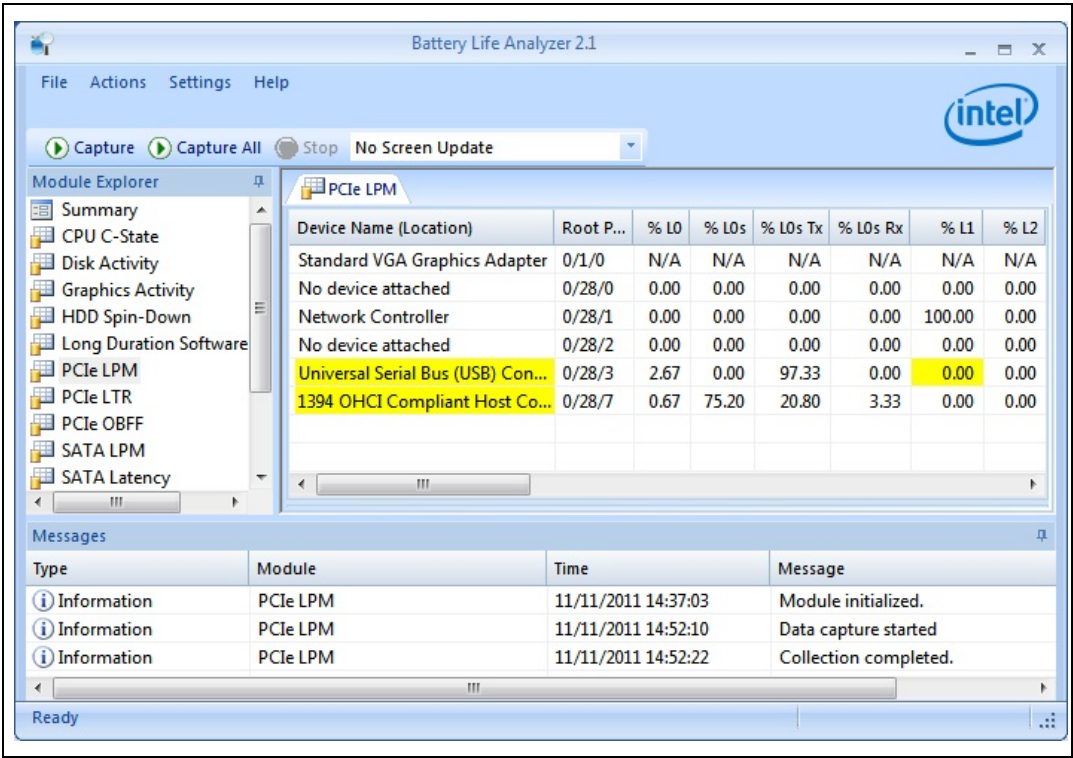 Battery Life Analyzer 2.1
File Actions Settings Help
intel
Capture Capture All Stop No Screen Update
Module Explorer
Summary
CPU C-State
Disk Activity
Graphics Activity
HDD Spin-Down
Long Duration Software
PCIe LPM
PCIe LTR
PCIe OBFF
SATA LPM
SATA Latency
PCIe LPM
Device Name (Location) Root P... % L0 % L0s % L0s Tx % L0s Rx % L1 % L2
Standard VGA Graphics Adapter 0/1/0 N/A N/A N/A N/A N/A N/A
No device attached 0/28/0 0.00 0.00 0.00 0.00 0.00 0.00
Network Controller 0/28/1 0.00 0.00 0.00 0.00 100.00 0.00
No device attached 0/28/2 0.00 0.00 0.00 0.00 0.00 0.00
Universal Serial Bus (USB) Con... 0/28/3 2.67 0.00 97.33 0.00 0.00 0.00
1394 OHCI Compliant Host Co... 0/28/7 0.67 75.20 20.80 3.33 0.00 0.00
Messages
Type Module Time Message
Information PCIe LPM 11/11/2011 14:37:03 Module initialized.
Information PCIe LPM 11/11/2011 14:52:10 Data capture started
Information PCIe LPM 11/11/2011 14:52:22 Collection completed.
Ready